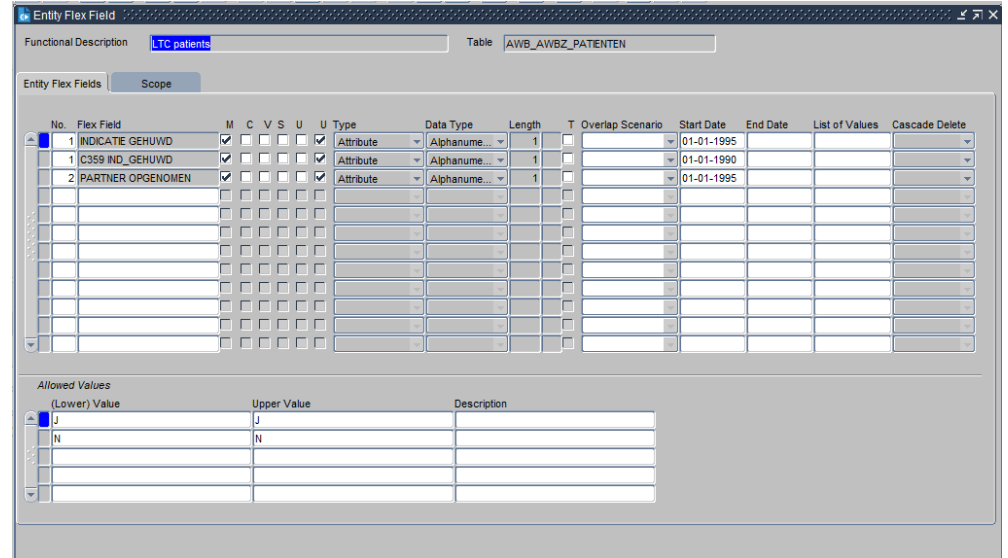 Entity Flex Field
Functional Description LTC patients Table AWB_AWBZ_PATIENTEN
Entity Flex Fields Scope
No. Flex Field M C V S U U Type Data Type Length T Overlap Scenario Start Date End Date List of Values Cascade Delete
1 INDICATIE GEHUWD Attribute Alphanume... 1 01-01-1995
1 C359 IND_GEHUWD Attribute Alphanume... 1 01-01-1990
2 PARTNER OPGENOMEN Attribute Alphanume... 1 01-01-1995
Allowed Values
(Lower) Value Upper Value Description
J J
N N